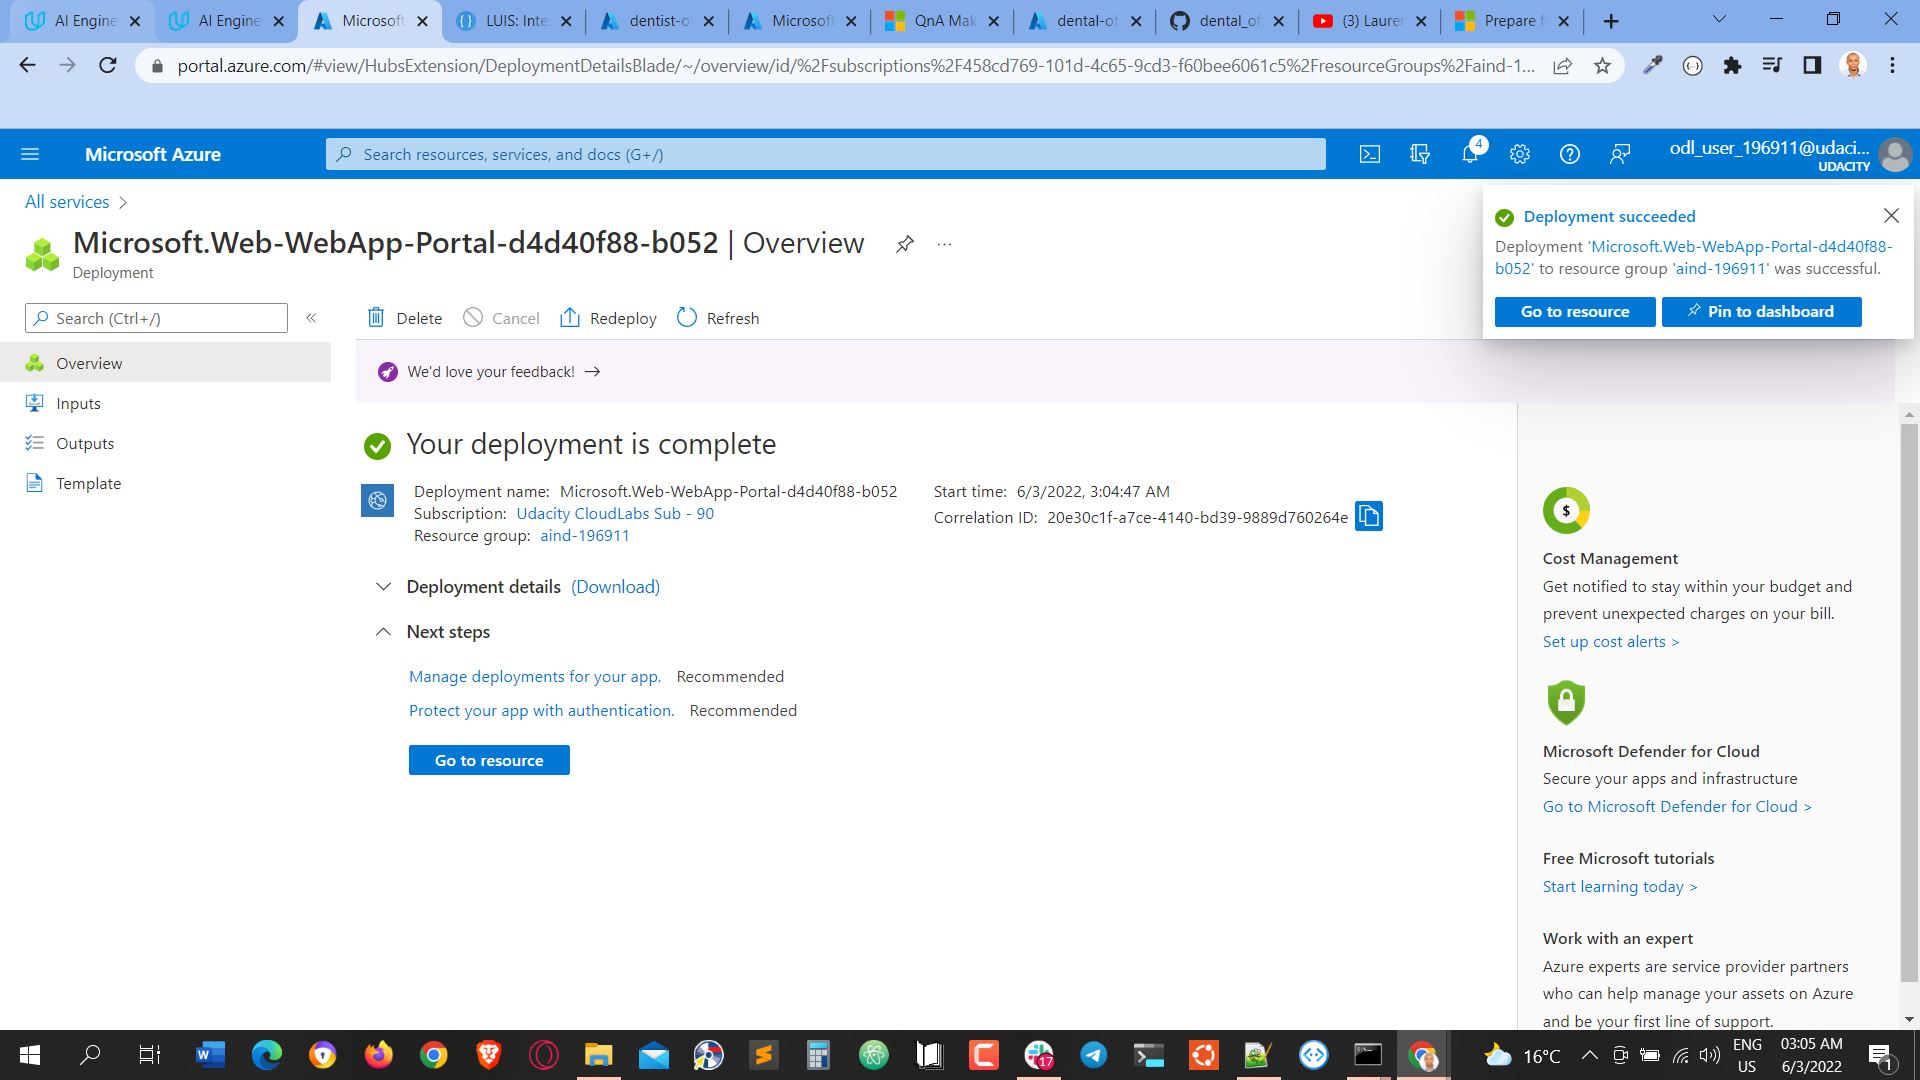 AI Engine
AI Engine
Microsoft
LUIS: Inte
dentist-o
Microsoft
QnA Mak
dental-of
dental_of
(3) Lauren
Prepare f
portal.azure.com/#view/HubsExtension/DeploymentDetailsBlade/~/overview/id/%2Fsubscriptions%2F458cd769-101d-4c65-9cd3-f60bee6061c5%2FresourceGroups%2Faind-1...
Microsoft Azure
Search resources, services, and docs (G+/)
4
odl_user_196911@udaci...
UDACITY
All services
Microsoft.Web-WebApp-Portal-d4d40f88-b052 | Overview
Deployment
Deployment succeeded
Deployment 'Microsoft.Web-WebApp-Portal-d4d40f88-
b052' to resource group 'aind-196911' was successful.
Go to resource
Pin to dashboard
Search (Ctrl+/)
Delete
Cancel
Redeploy
Refresh
Overview
Inputs
Outputs
Template
We'd love your feedback!
Your deployment is complete
Deployment name: Microsoft.Web-WebApp-Portal-d4d40f88-b052
Subscription: Udacity CloudLabs Sub - 90
Resource group: aind-196911
Start time: 6/3/2022, 3:04:47 AM
Correlation ID: 20e30c1f-a7ce-4140-bd39-9889d760264e
Deployment details (Download)
Next steps
Manage deployments for your app. Recommended
Protect your app with authentication. Recommended
Go to resource
$
Cost Management
Get notified to stay within your budget and
prevent unexpected charges on your bill.
Set up cost alerts >
Microsoft Defender for Cloud
Secure your apps and infrastructure
Go to Microsoft Defender for Cloud >
Free Microsoft tutorials
Start learning today >
Work with an expert
Azure experts are service provider partners
who can help manage your assets on Azure
and be your first line of support.
17
16°C
ENG
US
03:05 AM
6/3/2022
1